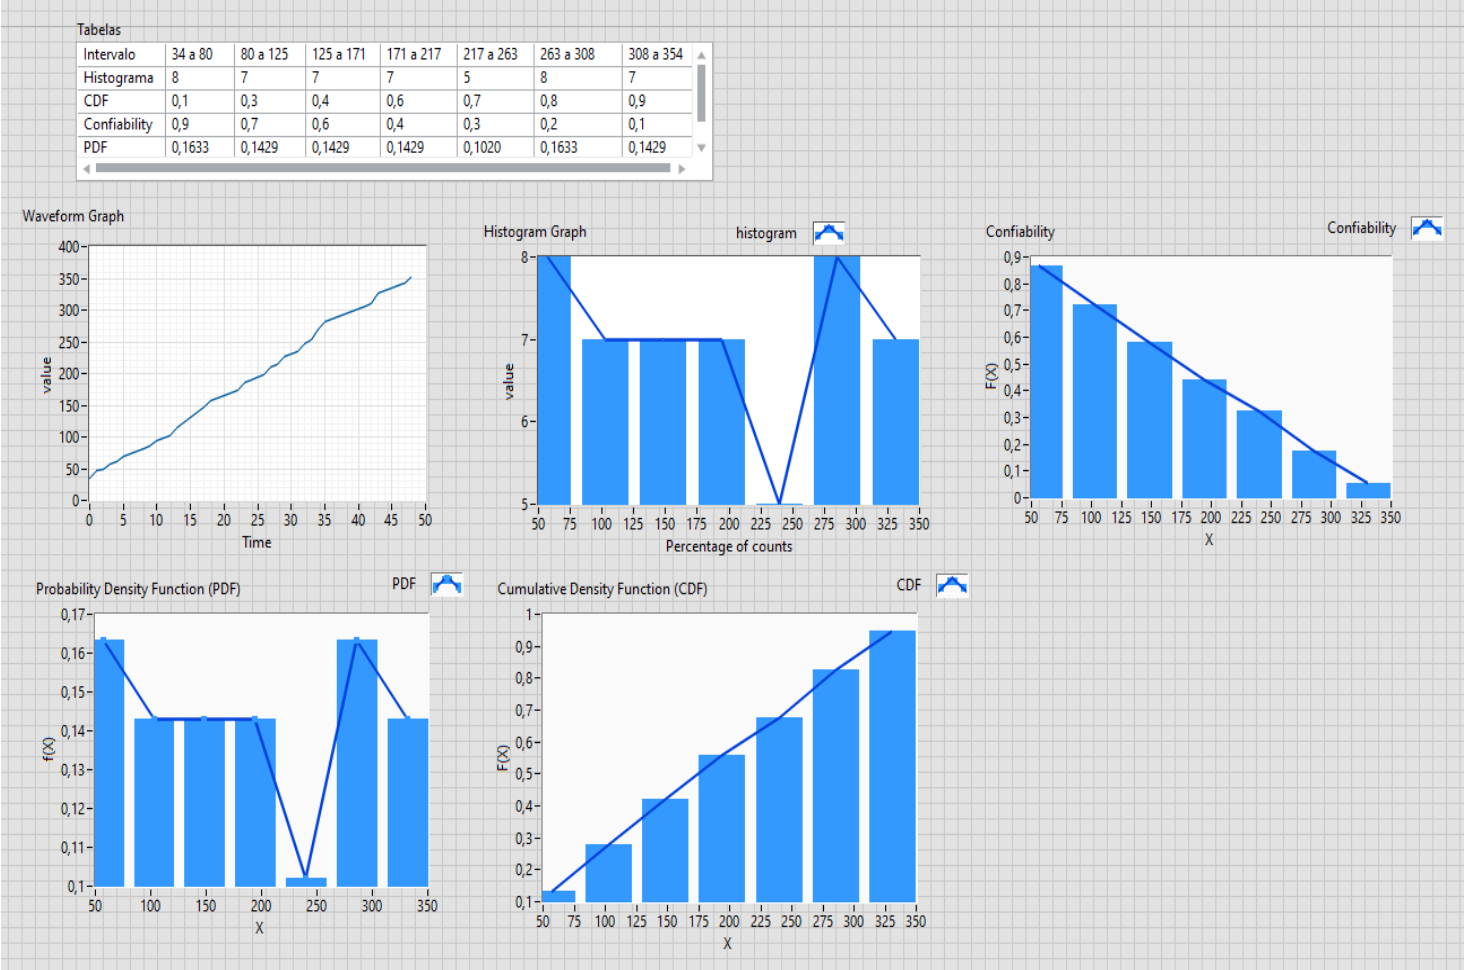 Tabelas
Intervalo 34 a 80 80 a 125 125 a 171 171 a 217 217 a 263 263 a 308 308 a 354
Histograma 8 7 7 7 5 8 7
CDF 0,1 0,3 0,4 0,6 0,7 0,8 0,9
Confiability 0,9 0,7 0,6 0,4 0,3 0,2 0,1
PDF 0,1633 0,1429 0,1429 0,1429 0,1020 0,1633 0,1429
Waveform Graph
400
350
300
250
200
150
100
50
0
value
0 5 10 15 20 25 30 35 40 45 50
Time
Histogram Graph
histogram
8
7
6
5
value
50 75 100 125 150 175 200 225 250 275 300 325 350
Percentage of counts
Confiability
Confiability
0,9
0,8
0,7
0,6
0,5
0,4
0,3
0,2
0,1
0
F(X)
50 75 100 125 150 175 200 225 250 275 300 325 350
X
Probability Density Function (PDF)
PDF
0,17
0,16
0,15
0,14
0,13
0,12
0,11
0,1
f(X)
50 100 150 200 250 300 350
X
Cumulative Density Function (CDF)
CDF
1
0,9
0,8
0,7
0,6
0,5
0,4
0,3
0,2
0,1
F(X)
50 75 100 125 150 175 200 225 250 275 300 325 350
X